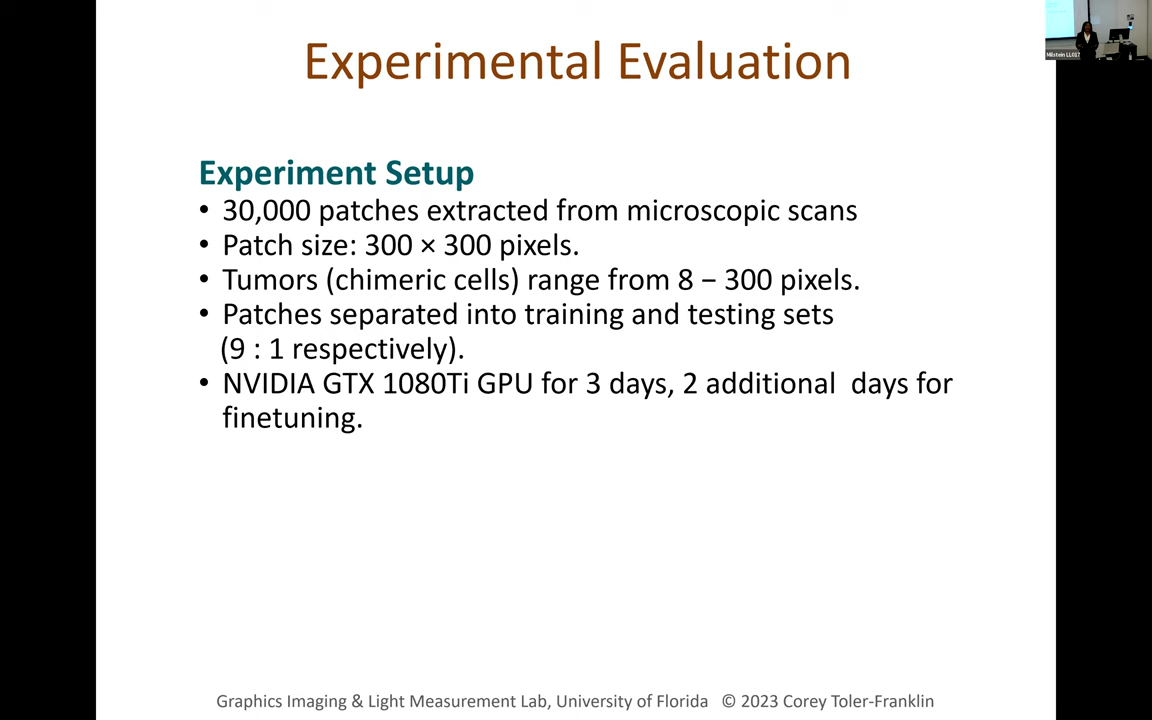 Experimental Evaluation
Milstein LL017
Experiment Setup
• 30,000 patches extracted from microscopic scans
• Patch size: 300 × 300 pixels.
• Tumors (chimeric cells) range from 8 – 300 pixels.
• Patches separated into training and testing sets
(9 : 1 respectively).
• NVIDIA GTX 1080Ti GPU for 3 days, 2 additional days for
finetuning.
Graphics Imaging & Light Measurement Lab, University of Florida © 2023 Corey Toler-Franklin